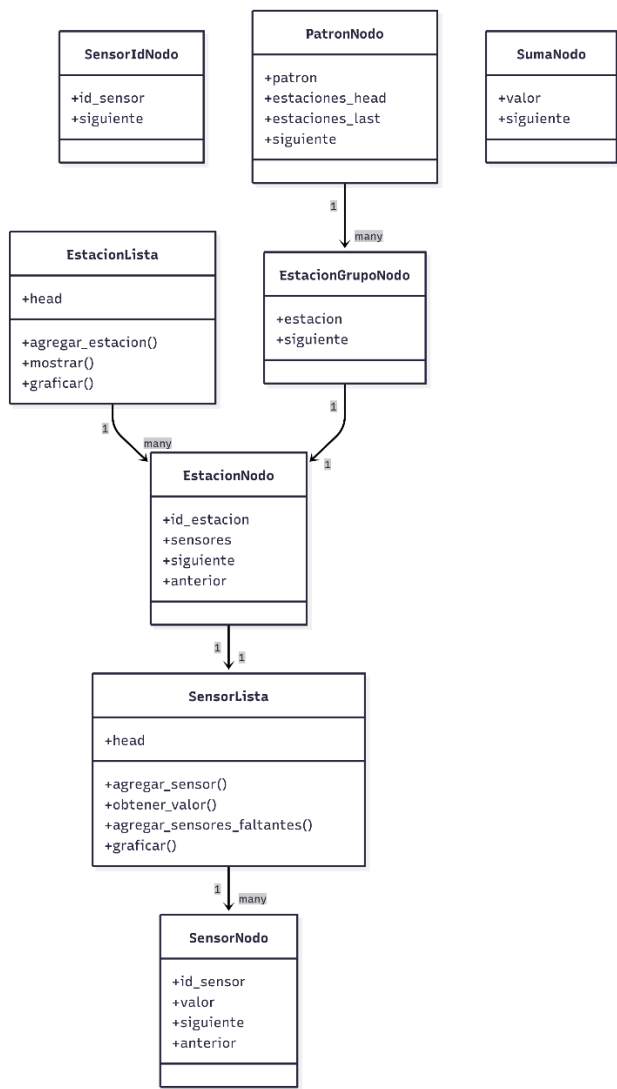 SensorIdNodo
+id_sensor
+siguiente
PatronNodo
+patron
+estaciones_head
+estaciones_last
+siguiente
SumaNodo
+valor
+siguiente
1
many
EstacionLista
+head
+agregar_estacion()
+mostrar()
+graficar()
EstacionGrupoNodo
+estacion
+siguiente
1
many
1
1
EstacionNodo
+id_estacion
+sensores
+siguiente
+anterior
1
1
SensorLista
+head
+agregar_sensor()
+obtener_valor()
+agregar_sensores_faltantes()
+graficar()
1
many
SensorNodo
+id_sensor
+valor
+siguiente
+anterior